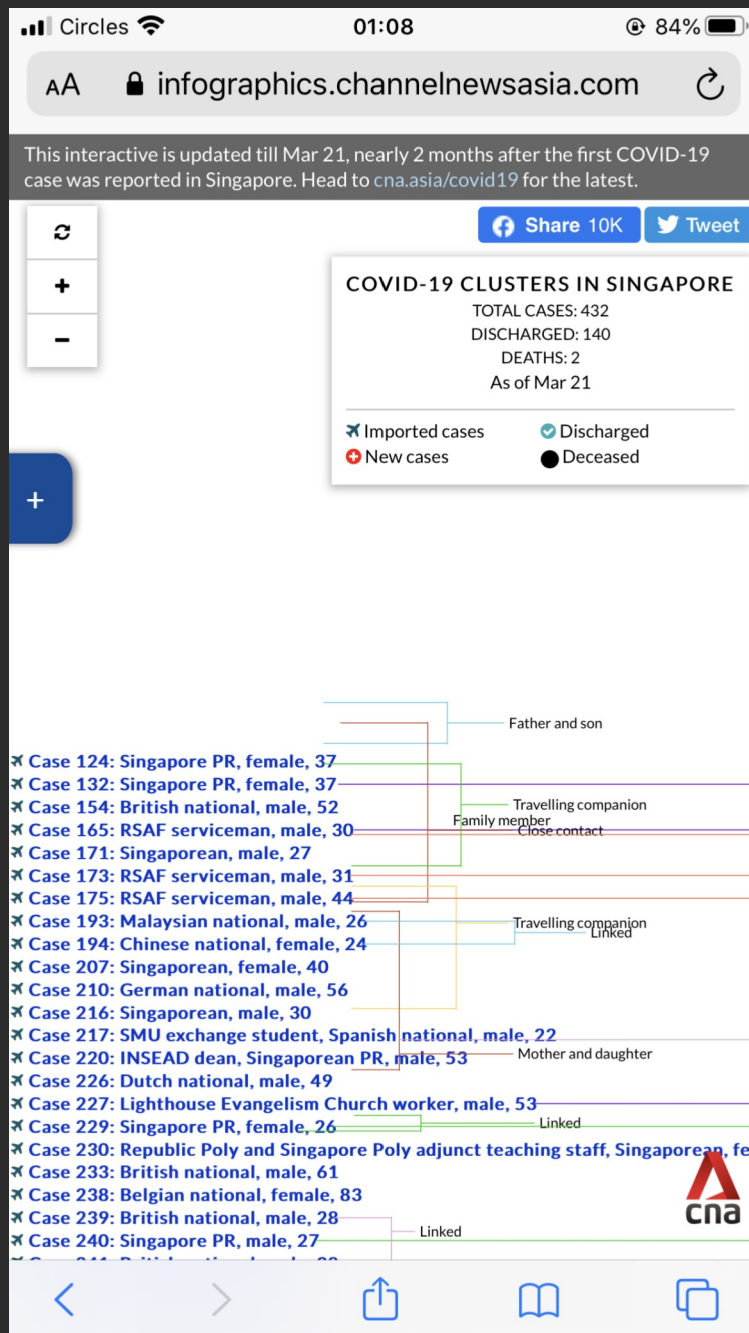 Circles 01:08 84%
AA infographics.channelnewsasia.com
This interactive is updated till Mar 21, nearly 2 months after the first COVID-19
case was reported in Singapore. Head to cna.asia/covid19 for the latest.
Share 10K Tweet
+
−
COVID-19 CLUSTERS IN SINGAPORE
TOTAL CASES: 432
DISCHARGED: 140
DEATHS: 2
As of Mar 21
Imported cases Discharged
New cases Deceased
+
Father and son
Case 124: Singapore PR, female, 37
Case 132: Singapore PR, female, 37
Case 154: British national, male, 52 Travelling companion
Family member
Case 165: RSAF serviceman, male, 30 Close contact
Case 171: Singaporean, male, 27
Case 173: RSAF serviceman, male, 31
Case 175: RSAF serviceman, male, 44
Case 193: Malaysian national, male, 26 Travelling companion
Linked
Case 194: Chinese national, female, 24
Case 207: Singaporean, female, 40
Case 210: German national, male, 56
Case 216: Singaporean, male, 30
Case 217: SMU exchange student, Spanish national, male, 22
Case 220: INSEAD dean, Singaporean PR, male, 53 Mother and daughter
Case 226: Dutch national, male, 49
Case 227: Lighthouse Evangelism Church worker, male, 53
Case 229: Singapore PR, female, 26 Linked
Case 230: Republic Poly and Singapore Poly adjunct teaching staff, Singaporean, fe
Case 233: British national, male, 61
Case 238: Belgian national, female, 83
Case 239: British national, male, 28 Linked
Case 240: Singapore PR, male, 27
cna